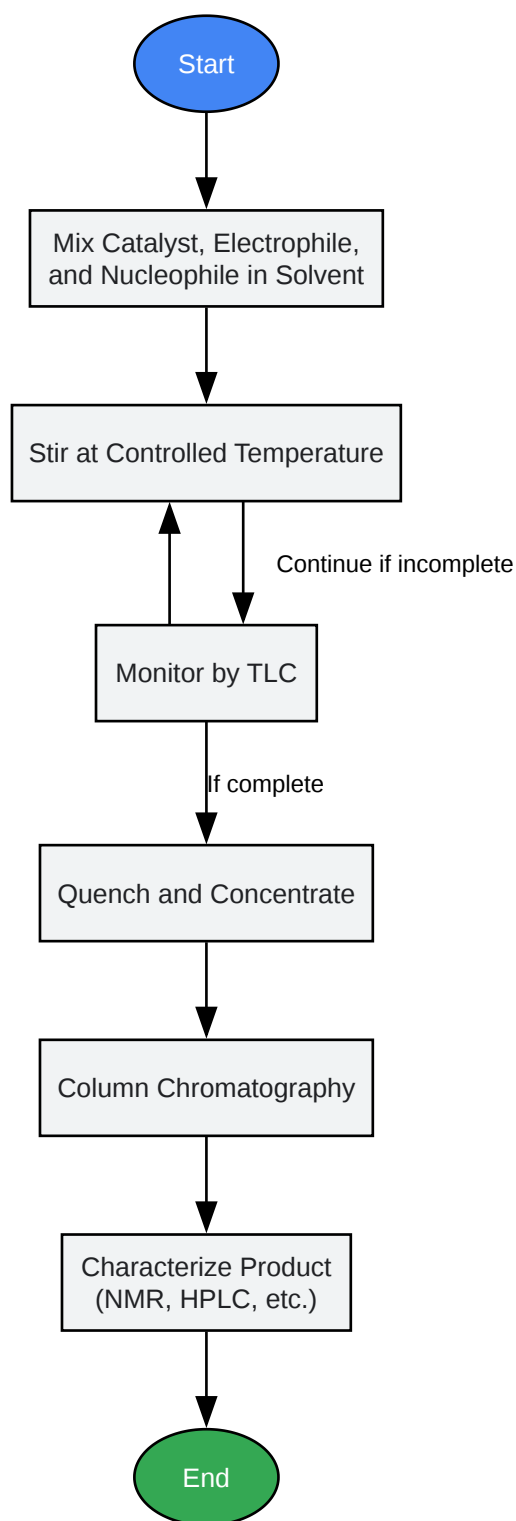 Start
Mix Catalyst, Electrophile,
and Nucleophile in Solvent
Stir at Controlled Temperature
Continue if incomplete
Monitor by TLC
If complete
Quench and Concentrate
Column Chromatography
Characterize Product
(NMR, HPLC, etc.)
End